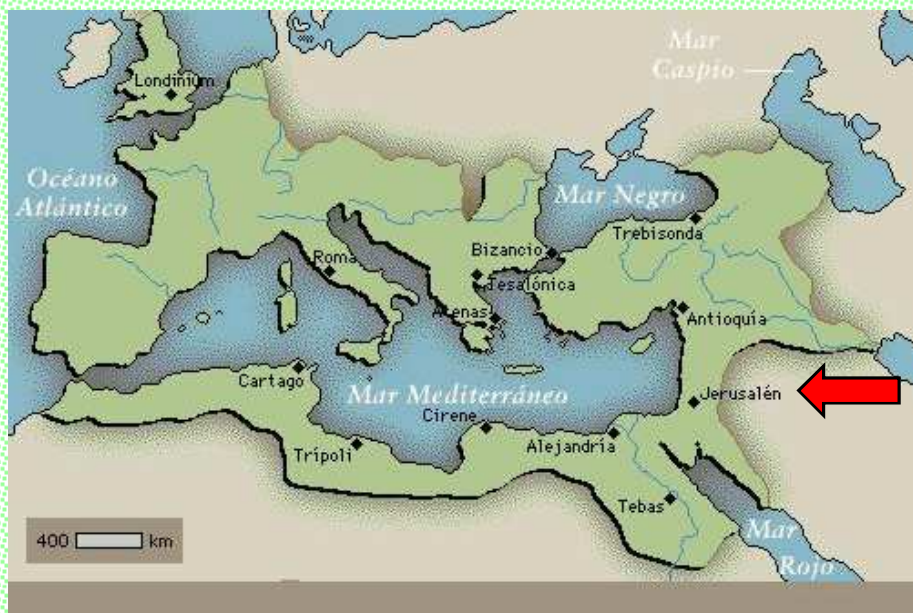 Mar
Caspio
Londinium
Océano
Atlántico
Mar Negro
Trebisonda
Bizancio
Roma
Tesalónica
Atenas
Antioquía
Cartago
Mar Mediterráneo
Jerusalén
Cirene
Trípoli
Alejandría
Tebas
Mar
Rojo
400 km